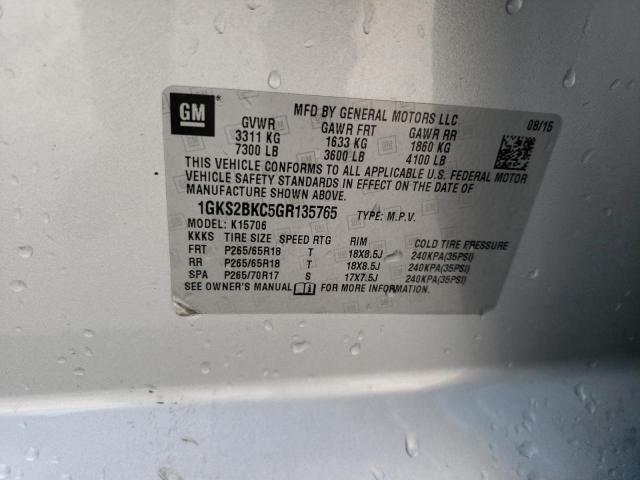 GM
MFD BY GENERAL MOTORS LLC
08/15
GVWR GAWR FRT GAWR RR
3311 KG 1633 KG 1860 KG
7300 LB 3600 LB 4100 LB
THIS VEHICLE CONFORMS TO ALL APPLICABLE U.S. FEDERAL MOTOR
VEHICLE SAFETY STANDARDS IN EFFECT ON THE DATE OF
MANUFACTURE SHOWN ABOVE.
1GKS2BKC5GR135765 TYPE: M.P.V.
MODEL: K15706
KKKS TIRE SIZE SPEED RTG RIM COLD TIRE PRESSURE
FRT P265/65R18 T 18X8.5J 240KPA(35PSI)
RR P265/65R18 T 18X8.5J 240KPA(35PSI)
SPA P265/70R17 S 17X7.5J 240KPA(35PSI)
SEE OWNER'S MANUAL FOR MORE INFORMATION.